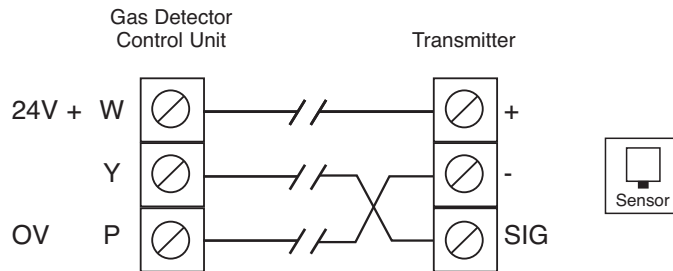 Gas Detector
Control Unit
Transmitter
24V + W
+
Y
-
Sensor
OV P
SIG